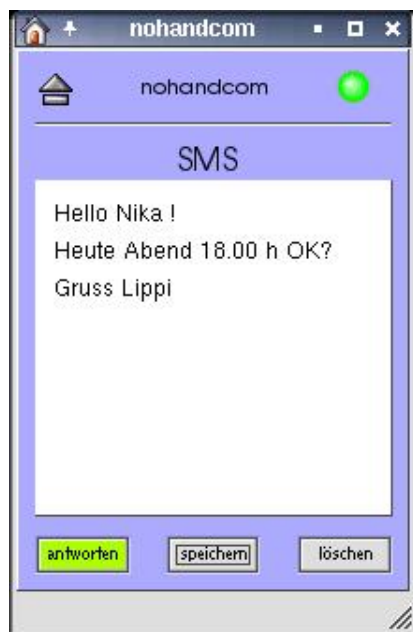 nohandcom
nohandcom
SMS
Hello Nika !
Heute Abend 18.00 h OK?
Gruss Lippi
antworten speichern löschen